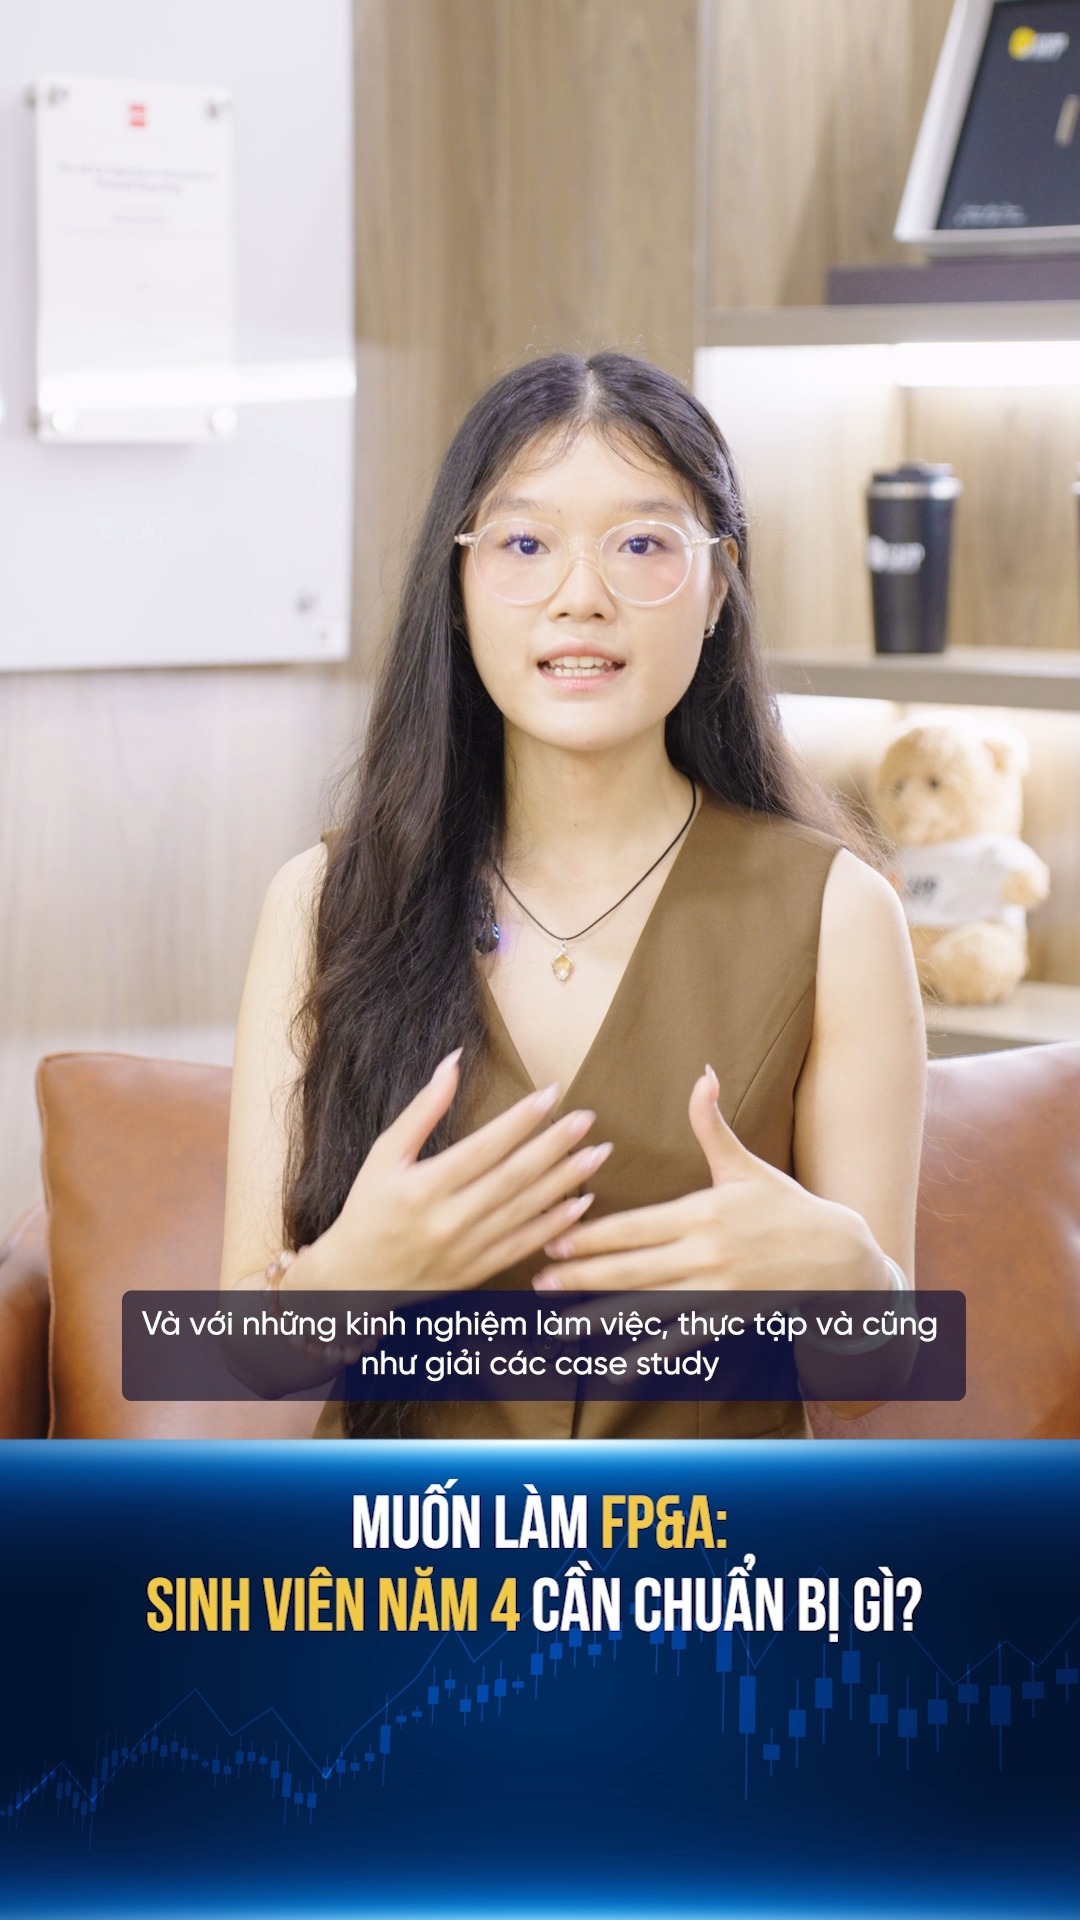 Và với những kinh nghiệm làm việc, thực tập và cũng
như giải các case study
MUỐN LÀM FP&A:
SINH VIÊN NĂM 4 CẦN CHUẨN BỊ GÌ?